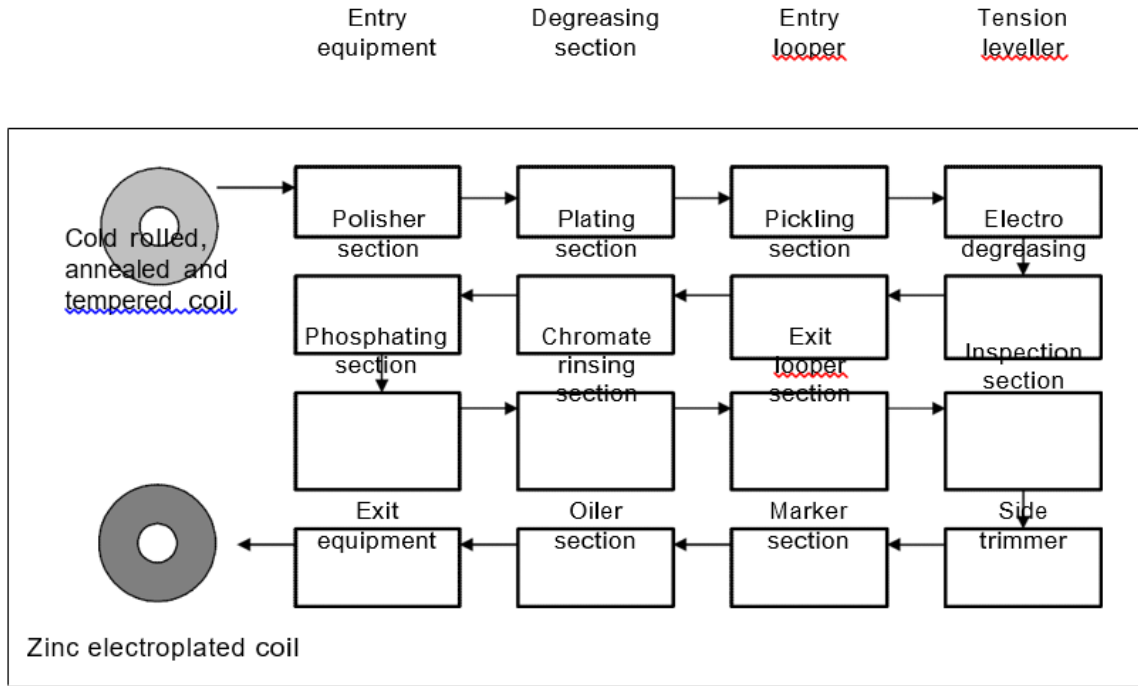 Entry equipment
Degreasing section
Entry looper
Tension leveller
Cold rolled,
annealed and
tempered coil
Polisher section
Plating section
Pickling section
Electro degreasing
Phosphating section
Chromate rinsing section
Exit looper section
Inspection section
Exit equipment
Oiler section
Marker section
Side trimmer
Zinc electroplated coil